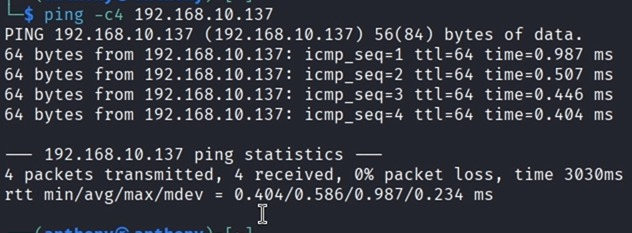 └─$ ping -c4 192.168.10.137
PING 192.168.10.137 (192.168.10.137) 56(84) bytes of data.
64 bytes from 192.168.10.137: icmp_seq=1 ttl=64 time=0.987 ms
64 bytes from 192.168.10.137: icmp_seq=2 ttl=64 time=0.507 ms
64 bytes from 192.168.10.137: icmp_seq=3 ttl=64 time=0.446 ms
64 bytes from 192.168.10.137: icmp_seq=4 ttl=64 time=0.404 ms
--- 192.168.10.137 ping statistics ---
4 packets transmitted, 4 received, 0% packet loss, time 3030ms
rtt min/avg/max/mdev = 0.404/0.586/0.987/0.234 ms